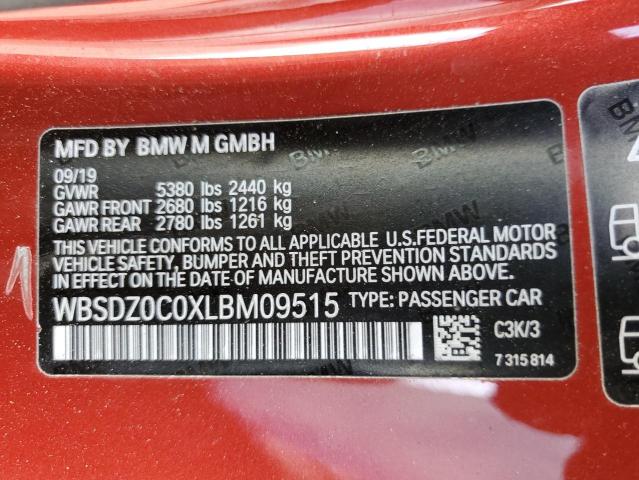 MFD BY BMW M GMBH
09/19
GVWR 5380 lbs 2440 kg
GAWR FRONT 2680 lbs 1216 kg
GAWR REAR 2780 lbs 1261 kg
THIS VEHICLE CONFORMS TO ALL APPLICABLE U.S.FEDERAL MOTOR
VEHICLE SAFETY, BUMPER AND THEFT PREVENTION STANDARDS
IN EFFECT ON THE DATE OF MANUFACTURE SHOWN ABOVE.
WBSDZ0C0XLBM09515 TYPE: PASSENGER CAR
C3K/3
7 315 814